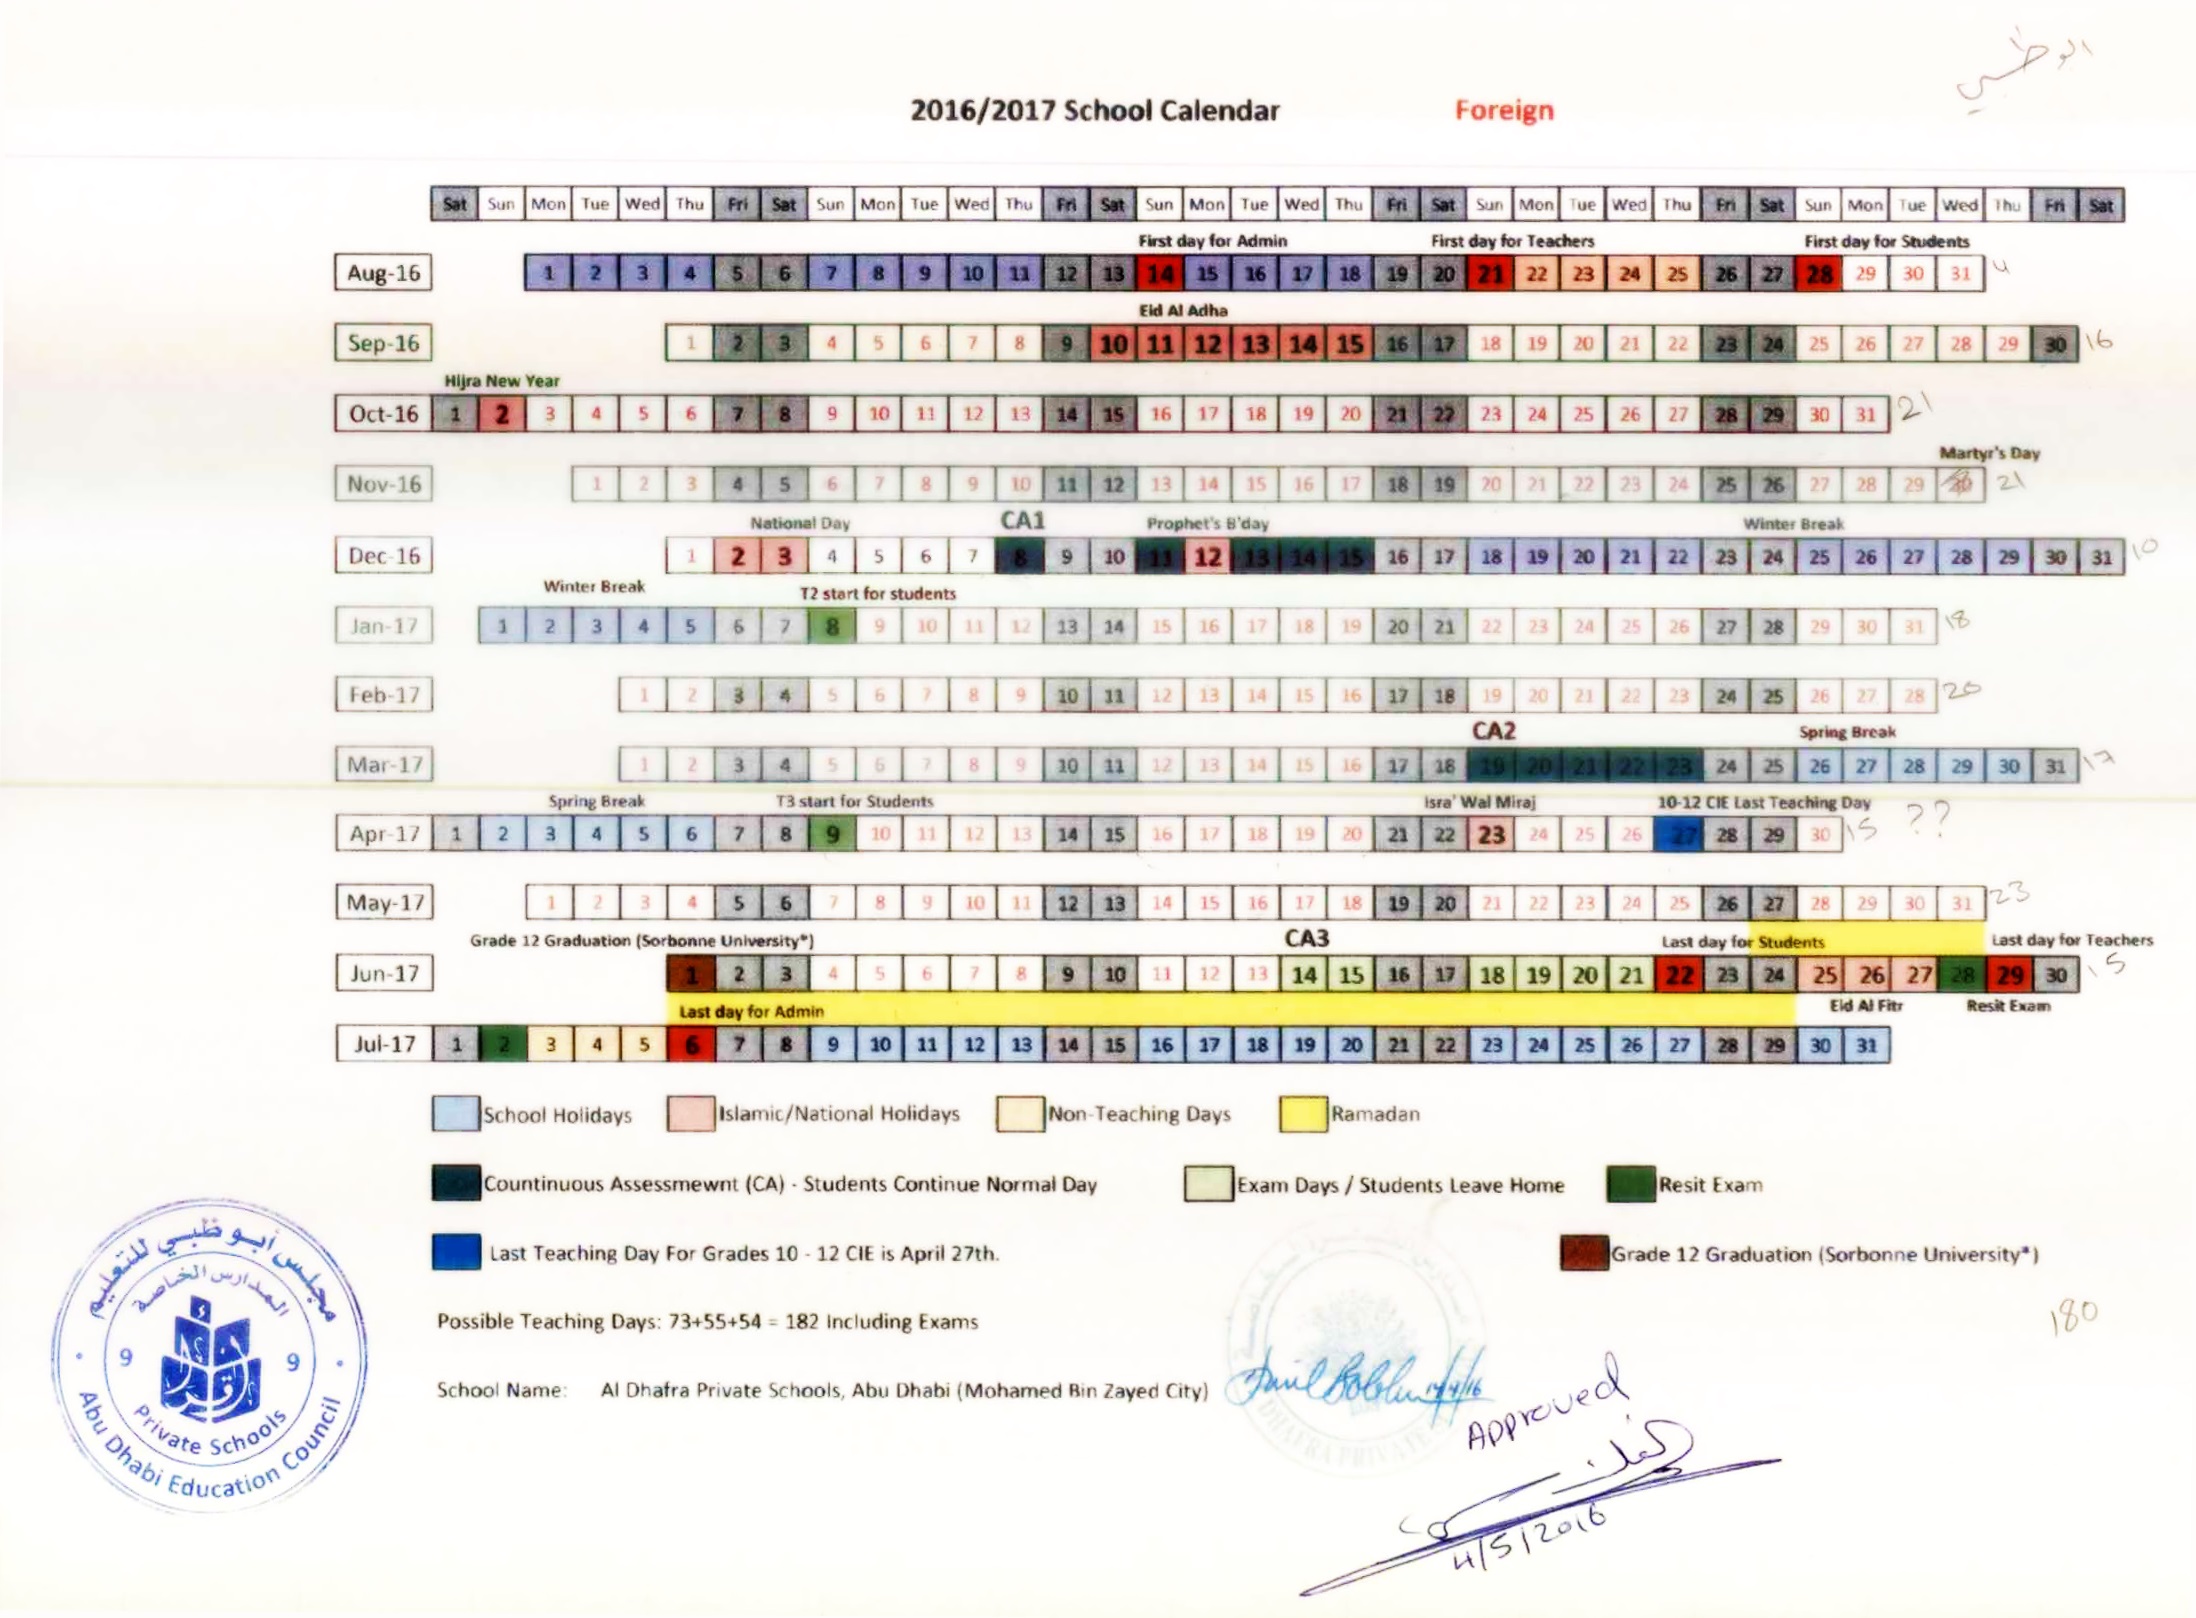 ابوظبي
2016/2017 School Calendar Foreign
Sat Sun Mon Tue Wed Thu Fri Sat Sun Mon Tue Wed Thu Fri Sat Sun Mon Tue Wed Thu Fri Sat Sun Mon Tue Wed Thu Fri Sat Sun Mon Tue Wed Thu Fri Sat
First day for Admin First day for Teachers First day for Students
Aug-16 1 2 3 4 5 6 7 8 9 10 11 12 13 14 15 16 17 18 19 20 21 22 23 24 25 26 27 28 29 30 31 4
Eid Al Adha
Sep-16 1 2 3 4 5 6 7 8 9 10 11 12 13 14 15 16 17 18 19 20 21 22 23 24 25 26 27 28 29 30 16
Hijra New Year
Oct-16 1 2 3 4 5 6 7 8 9 10 11 12 13 14 15 16 17 18 19 20 21 22 23 24 25 26 27 28 29 30 31 21
Martyr's Day
Nov-16 1 2 3 4 5 6 7 8 9 10 11 12 13 14 15 16 17 18 19 20 21 22 23 24 25 26 27 28 29 30 21
National Day CA1 Prophet's B'day Winter Break
Dec-16 1 2 3 4 5 6 7 8 9 10 11 12 13 14 15 16 17 18 19 20 21 22 23 24 25 26 27 28 29 30 31 10
Winter Break T2 start for students
Jan-17 1 2 3 4 5 6 7 8 9 10 11 12 13 14 15 16 17 18 19 20 21 22 23 24 25 26 27 28 29 30 31 18
Feb-17 1 2 3 4 5 6 7 8 9 10 11 12 13 14 15 16 17 18 19 20 21 22 23 24 25 26 27 28 20
CA2 Spring Break
Mar-17 1 2 3 4 5 6 7 8 9 10 11 12 13 14 15 16 17 18 19 20 21 22 23 24 25 26 27 28 29 30 31 17
Spring Break T3 start for Students Isra' Wal Miraj 10-12 CIE Last Teaching Day
Apr-17 1 2 3 4 5 6 7 8 9 10 11 12 13 14 15 16 17 18 19 20 21 22 23 24 25 26 27 28 29 30 15 ??
May-17 1 2 3 4 5 6 7 8 9 10 11 12 13 14 15 16 17 18 19 20 21 22 23 24 25 26 27 28 29 30 31 23
Grade 12 Graduation (Sorbonne University*) CA3 Last day for Students Last day for Teachers
Jun-17 1 2 3 4 5 6 7 8 9 10 11 12 13 14 15 16 17 18 19 20 21 22 23 24 25 26 27 28 29 30 15
Last day for Admin Eid Al Fitr Resit Exam
Jul-17 1 2 3 4 5 6 7 8 9 10 11 12 13 14 15 16 17 18 19 20 21 22 23 24 25 26 27 28 29 30 31
School Holidays Islamic/National Holidays Non-Teaching Days Ramadan
Countinuous Assessmewnt (CA) - Students Continue Normal Day Exam Days / Students Leave Home Resit Exam
Last Teaching Day For Grades 10 - 12 CIE is April 27th. Grade 12 Graduation (Sorbonne University*)
Possible Teaching Days: 73+55+54 = 182 Including Exams
180
School Name: Al Dhafra Private Schools, Abu Dhabi (Mohamed Bin Zayed City)
Approved
4/5/2016
مجلس أبوظبي للتعليم
المدارس الخاصة
9 9
Private Schools
Abu Dhabi Education Council
DHAFRA PRIVATE